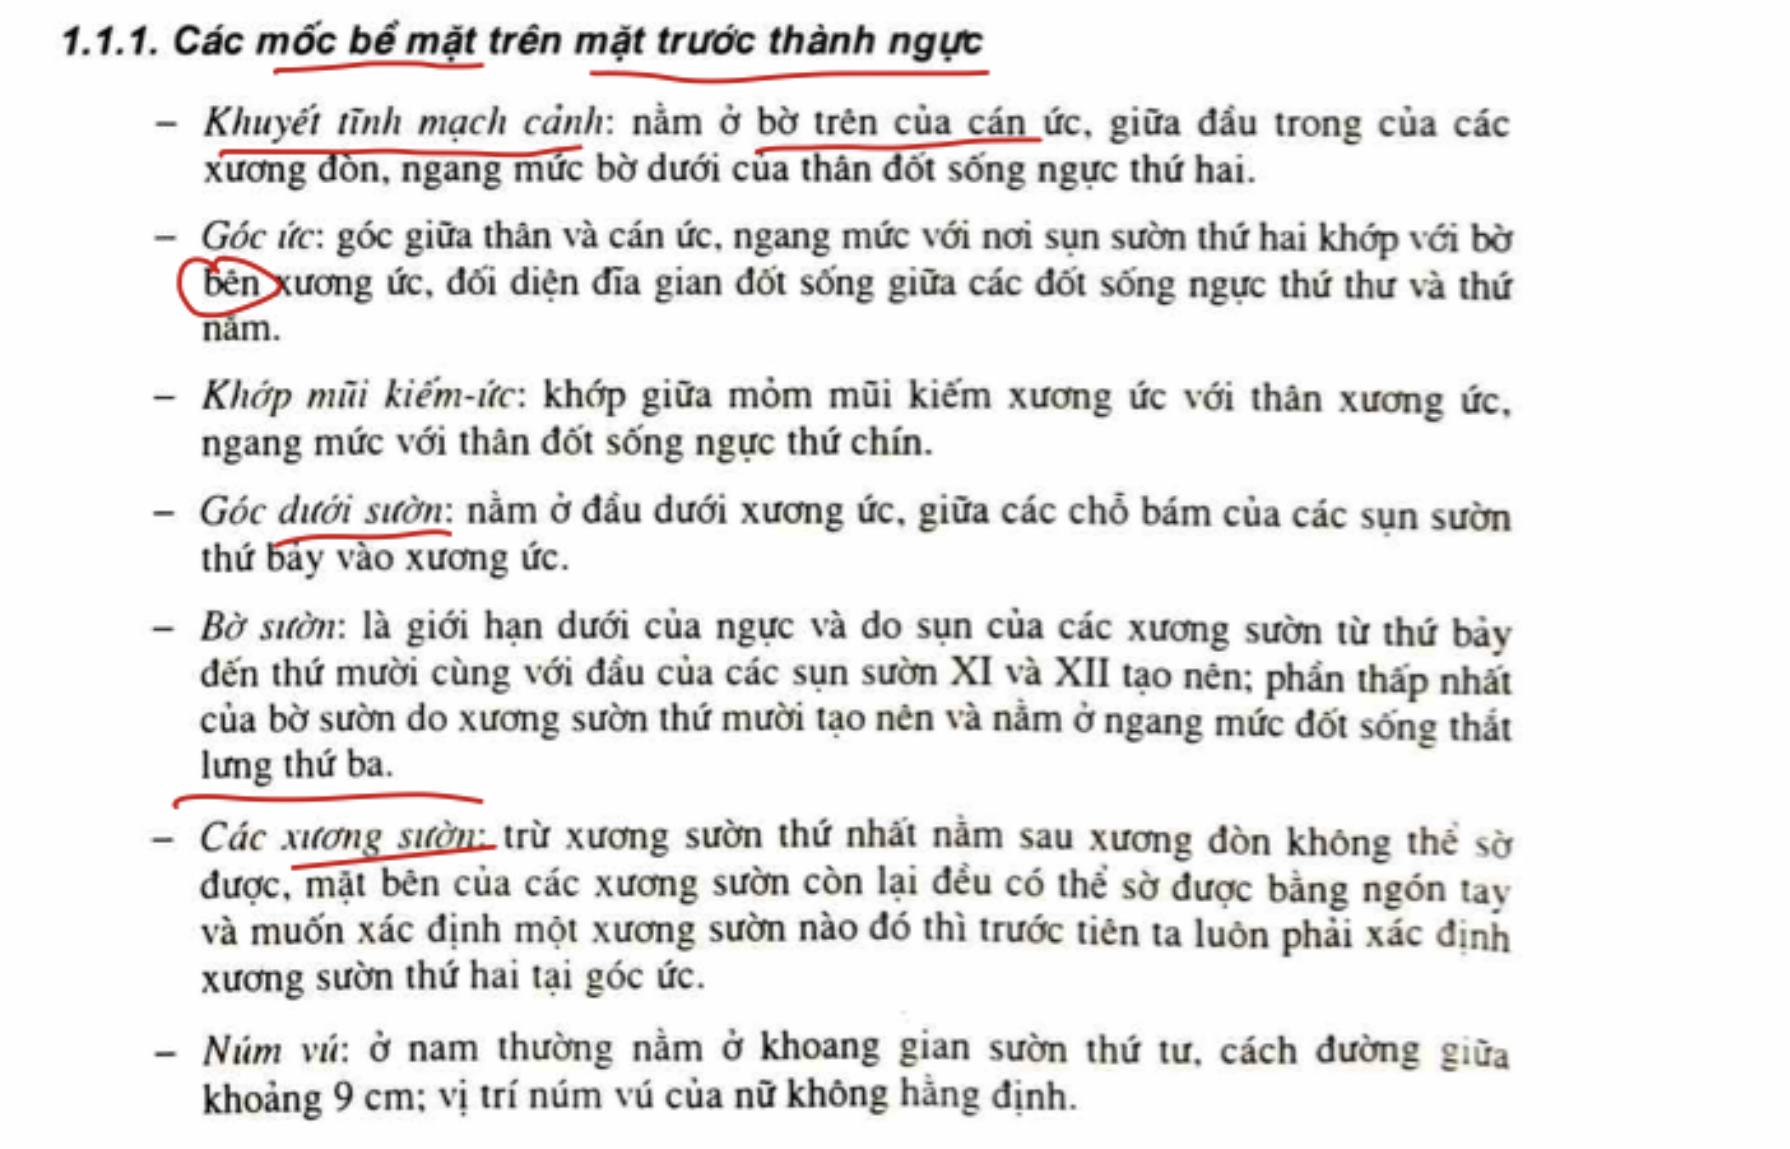 1.1.1. Các mốc bề mặt trên mặt trước thành ngực
– Khuyết tĩnh mạch cảnh: nằm ở bờ trên của cán ức, giữa đầu trong của các
xương đòn, ngang mức bờ dưới của thân đốt sống ngực thứ hai.
– Góc ức: góc giữa thân và cán ức, ngang mức với nơi sụn sườn thứ hai khớp với bờ
bên xương ức, đối diện đĩa gian đốt sống giữa các đốt sống ngực thứ thư và thứ
năm.
– Khớp mũi kiếm-ức: khớp giữa mỏm mũi kiếm xương ức với thân xương ức,
ngang mức với thân đốt sống ngực thứ chín.
– Góc dưới sườn: nằm ở đầu dưới xương ức, giữa các chỗ bám của các sụn sườn
thứ bảy vào xương ức.
– Bờ sườn: là giới hạn dưới của ngực và do sụn của các xương sườn từ thứ bảy
đến thứ mười cùng với đầu của các sụn sườn XI và XII tạo nên; phần thấp nhất
của bờ sườn do xương sườn thứ mười tạo nên và nằm ở ngang mức đốt sống thắt
lưng thứ ba.
– Các xương sườn: trừ xương sườn thứ nhất nằm sau xương đòn không thể sờ
được, mặt bên của các xương sườn còn lại đều có thể sờ được bằng ngón tay
và muốn xác định một xương sườn nào đó thì trước tiên ta luôn phải xác định
xương sườn thứ hai tại góc ức.
– Núm vú: ở nam thường nằm ở khoang gian sườn thứ tư, cách đường giữa
khoảng 9 cm; vị trí núm vú của nữ không hằng định.